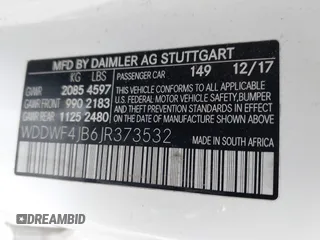 MFD BY DAIMLER AG STUTTGART
KG LBS PASSENGER CAR 149 12/17
GVWR 2085 4597 THIS VEHICLE CONFORMS TO ALL APPLICABLE
U.S. FEDERAL MOTOR VEHICLE SAFETY,
GAWR FRONT 990 2183 BUMPER, AND THEFT PREVENTION STANDARDS
GAWR REAR 1125 2480 IN EFFECT ON THE DATE OF MANUFACTURE
SHOWN ABOVE.
WDDWF4JB6JR373532
MADE IN SOUTH AFRICA
BIDCARS
BIDCARS